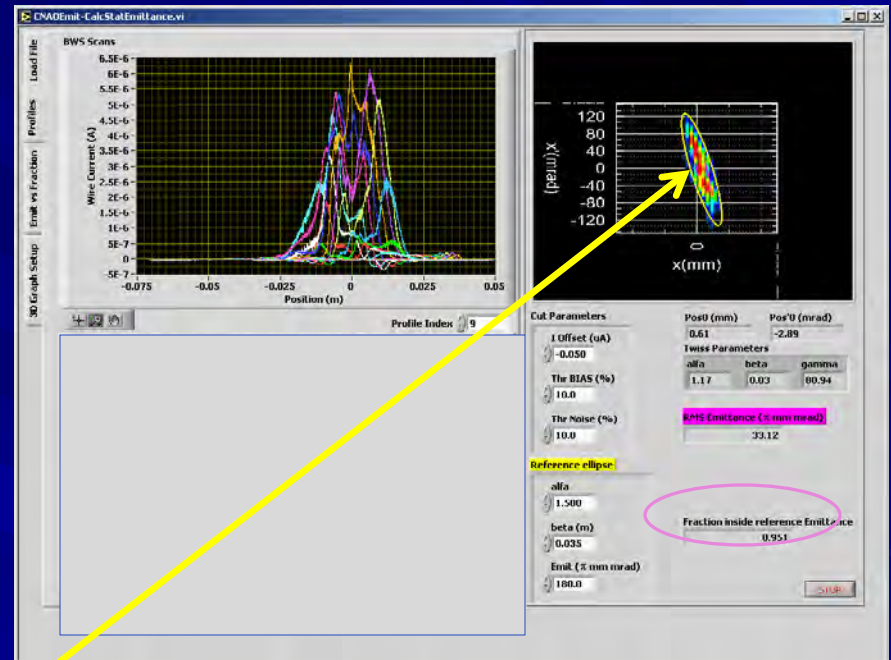 CNAOEmit-CalcStatEmittance.vi
Load File
Profiles
Emit vs Fraction
3D Graph Setup
BWS Scans
Wire Current (A)
6.5E-6
6E-6
5.5E-6
5E-6
4.5E-6
4E-6
3.5E-6
3E-6
2.5E-6
2E-6
1.5E-6
1E-6
5E-7
0
-5E-7
-0.075 -0.05 -0.025 0 0.025 0.05
Position (m)
Profile Index 9
x'(mrad)
120
80
40
0
-40
-80
-120
0
x(mm)
Cut Parameters
I Offset (uA)
-0.050
Thr BIAS (%)
10.0
Thr Noise (%)
10.0
Pos0 (mm) Pos'0 (mrad)
0.61 -2.89
Twiss Parameters
alfa beta gamma
1.17 0.03 80.94
RMS Emittance (π mm mrad)
33.12
Reference ellipse
alfa
1.500
beta (m)
0.035
Emit (π mm mrad)
180.0
Fraction inside reference Emittance
0.951
STOP